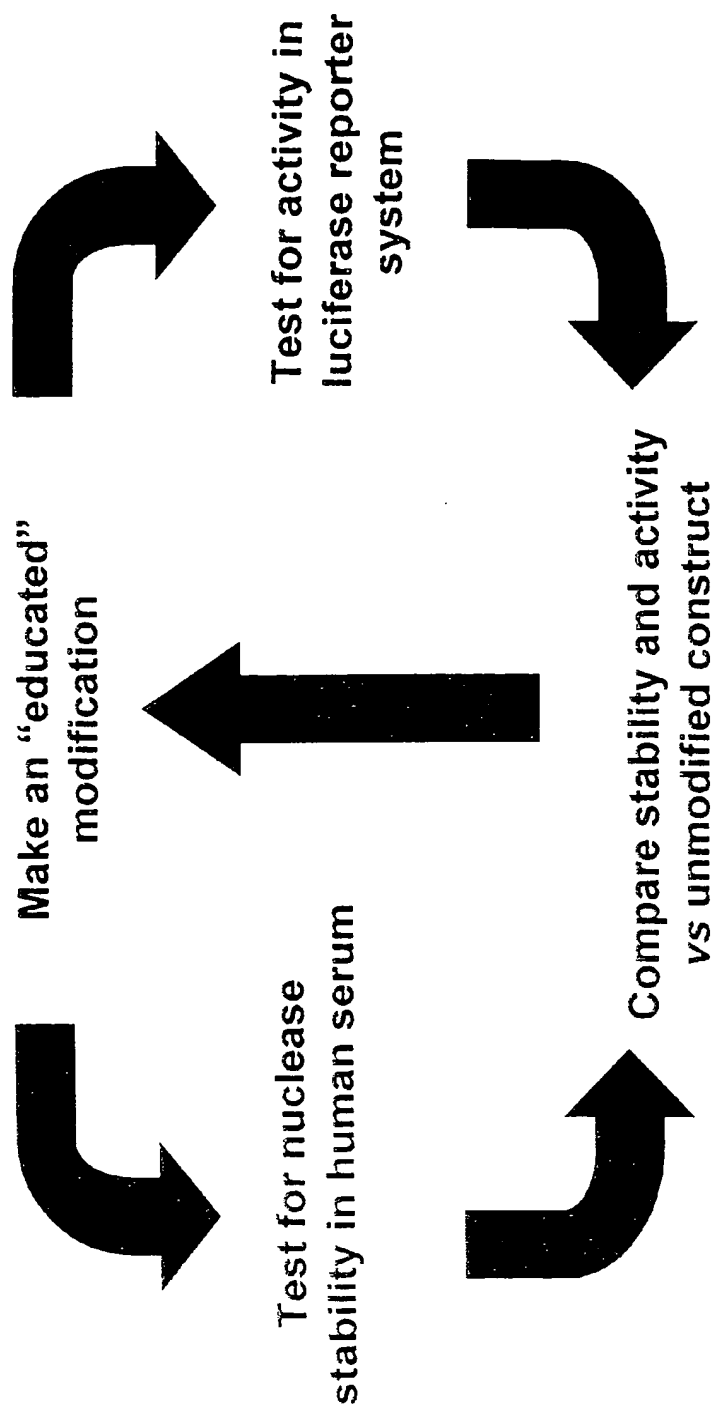 Make an “educated”
modification
Test for nuclease
stability in human serum
Test for activity in
luciferase reporter
system
Compare stability and activity
vs unmodified construct